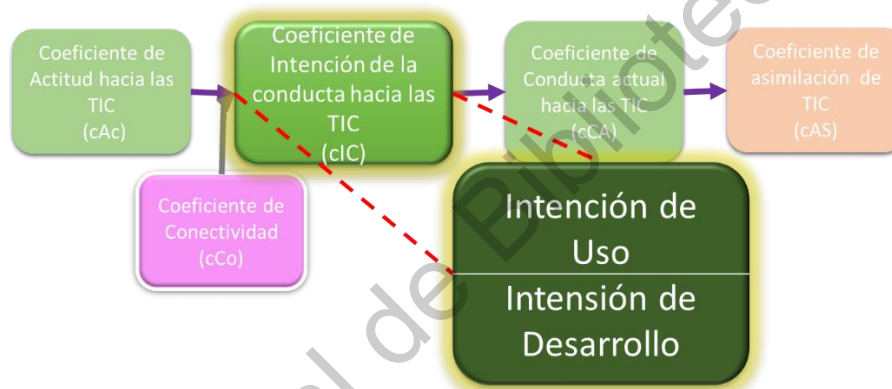 Coeficiente de
Actitud hacia las
TIC
(cAc)
Coeficiente de
Intención de la
conducta hacia las
TIC
(cIC)
Coeficiente de
Conducta actual
hacia las TIC
(cCA)
Coeficiente de
asimilación de
TIC
(cAS)
Coeficiente de
Conectividad
(cCo)
Intención de
Uso
Intensión de
Desarrollo
de Bibliotec